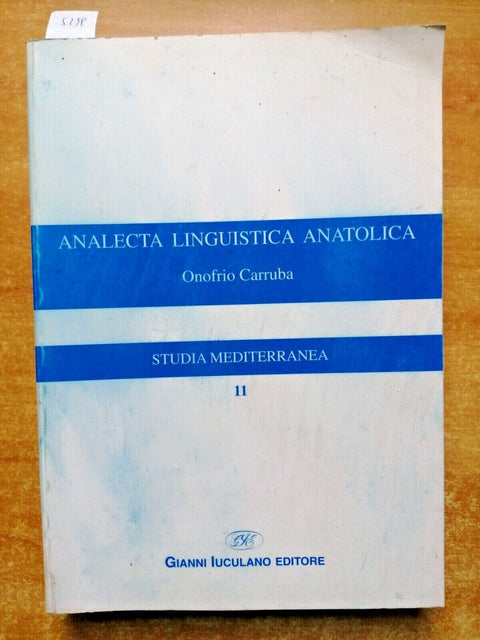 ANALECTA LINGUISTICA ANATOLICA
Onofrio Carruba
STUDIA MEDITERRANEA
11
GIANNI IUCULANO EDITORE